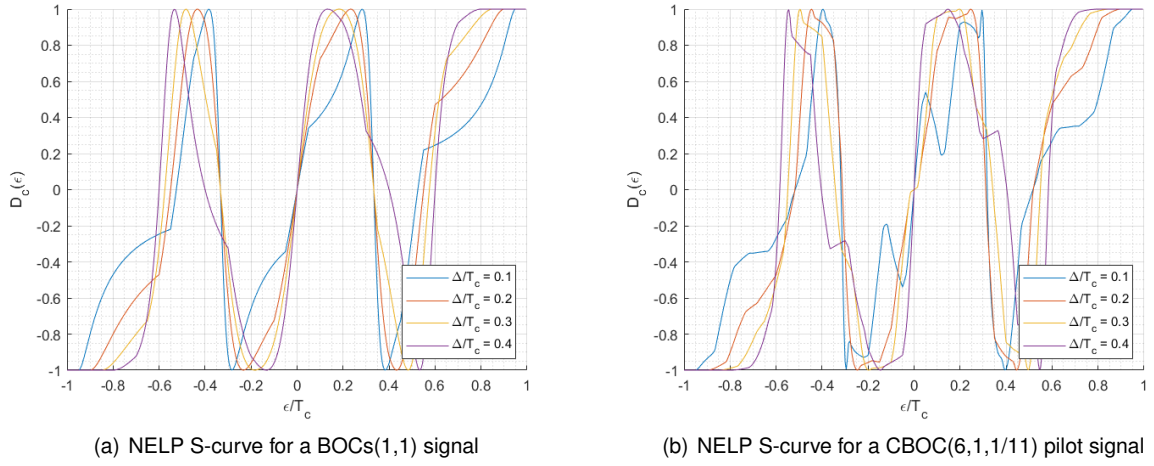 1
0.8
0.6
0.4
0.2
0
-0.2
-0.4
-0.6
-0.8
-1
D_c(ϵ)
-1 -0.8 -0.6 -0.4 -0.2 0 0.2 0.4 0.6 0.8 1
ϵ/T_c
Δ/T_c = 0.1
Δ/T_c = 0.2
Δ/T_c = 0.3
Δ/T_c = 0.4
(a) NELP S-curve for a BOCs(1,1) signal
1
0.8
0.6
0.4
0.2
0
-0.2
-0.4
-0.6
-0.8
-1
D_c(ϵ)
-1 -0.8 -0.6 -0.4 -0.2 0 0.2 0.4 0.6 0.8 1
ϵ/T_c
Δ/T_c = 0.1
Δ/T_c = 0.2
Δ/T_c = 0.3
Δ/T_c = 0.4
(b) NELP S-curve for a CBOC(6,1,1/11) pilot signal